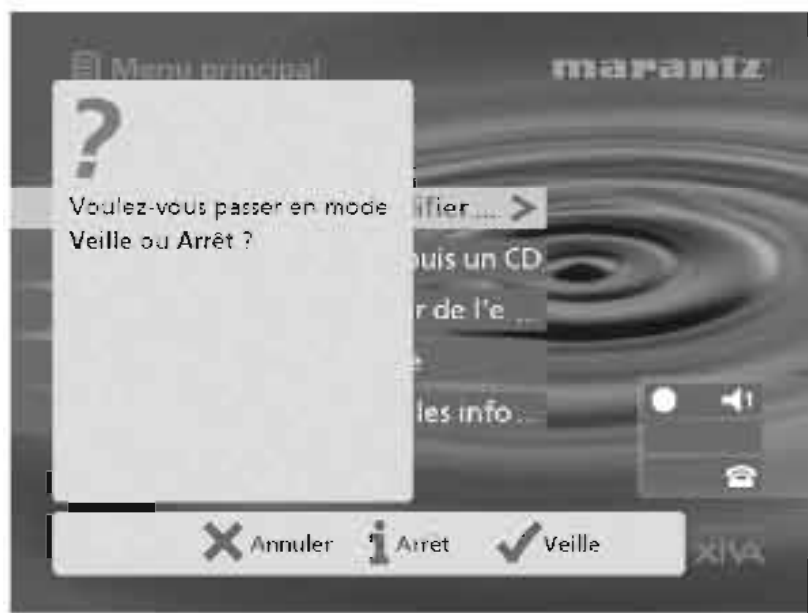 Menu principal
marantz
?
Voulez-vous passer en mode
Veille ou Arrêt ?
ifier ... >
puis un CD
r de l'e ...
les info ...
1
Annuler
i Arret
Veille
XIVA